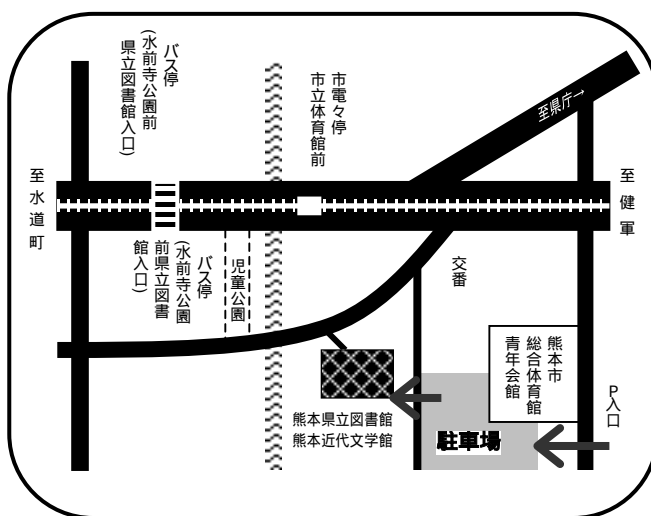 バス停
(水前寺公園前
県立図書館入口)
市電々停
市立体育館前
至県庁→
至水道町
至健軍
バス停
(水前寺公園
前県立図書
館入口)
児童公園
交番
熊本市
総合体育館
青年会館
P入口
熊本県立図書館
熊本近代文学館
駐車場